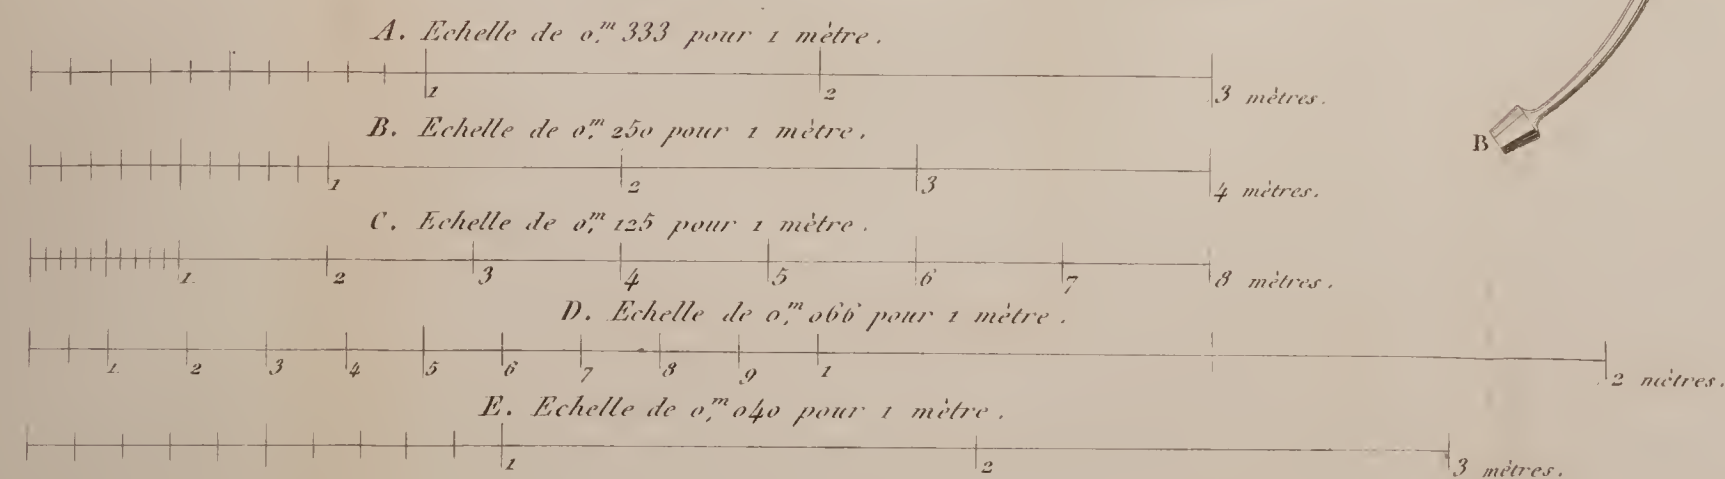 A. Echelle de 0,m 333 pour 1 mètre.
1 2 3 mètres.
B. Echelle de 0,m 250 pour 1 mètre.
B
1 2 3 4 mètres.
C. Echelle de 0,m 125 pour 1 mètre.
1 2 3 4 5 6 7 8 mètres.
D. Echelle de 0,m 066 pour 1 mètre.
1 2 3 4 5 6 7 8 9 1 2 mètres.
E. Echelle de 0,m 040 pour 1 mètre.
1 2 3 mètres.